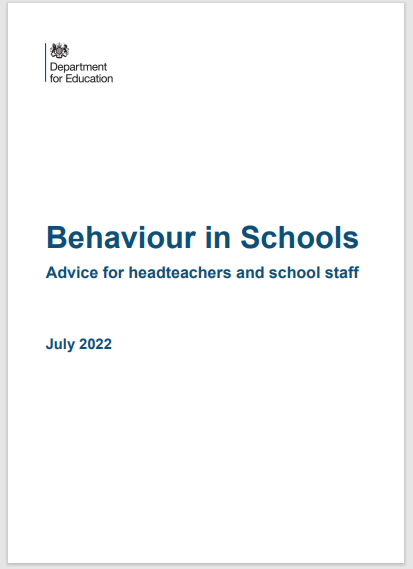 Department
for Education
Behaviour in Schools
Advice for headteachers and school staff
July 2022